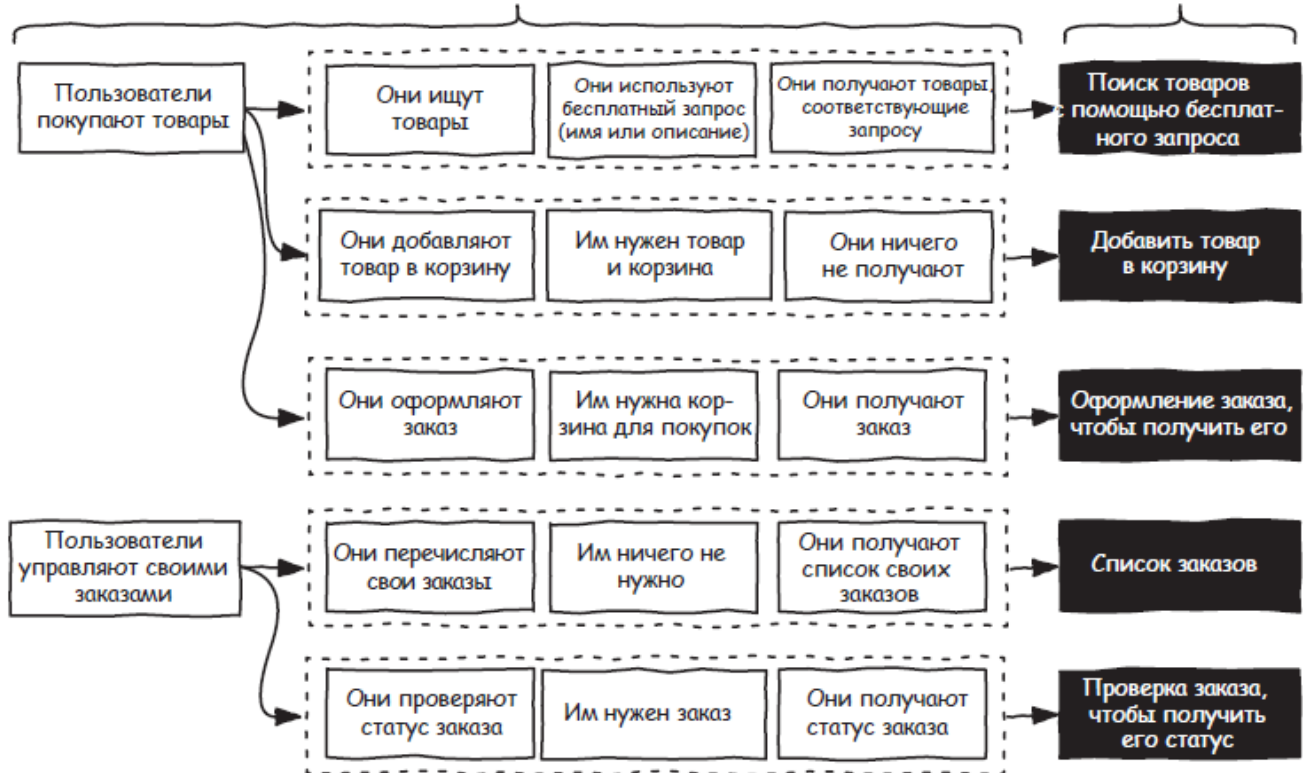 Пользователи
покупают товары
Они ищут
товары
Они используют
бесплатный запрос
(имя или описание)
Они получают товары,
соответствующие
запросу
Поиск товаров
с помощью бесплат-
ного запроса
Они добавляют
товар в корзину
Им нужен товар
и корзина
Они ничего
не получают
Добавить товар
в корзину
Они оформляют
заказ
Им нужна кор-
зина для покупок
Они получают
заказ
Оформление заказа,
чтобы получить его
Пользователи
управляют своими
заказами
Они перечисляют
свои заказы
Им ничего не
нужно
Они получают
список своих
заказов
Список заказов
Они проверяют
статус заказа
Им нужен заказ
Они получают
статус заказа
Проверка заказа,
чтобы получить
его статус